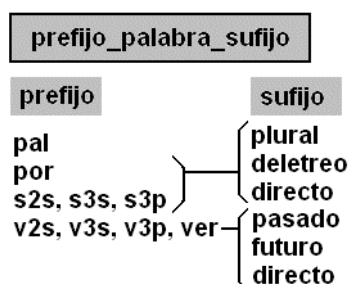 prefijo_palabra_sufijo
prefijo
sufijo
pal
por
s2s, s3s, s3p
v2s, v3s, v3p, ver
plural
deletreo
directo
pasado
futuro
directo